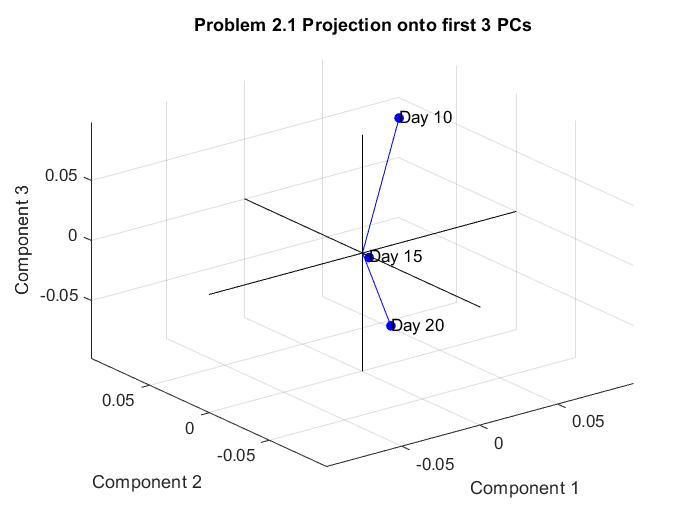 Problem 2.1 Projection onto first 3 PCs
Day 10
0.05
Component 3
0
Day 15
-0.05
Day 20
0.05
0.05
0
0
-0.05
-0.05
Component 2
Component 1